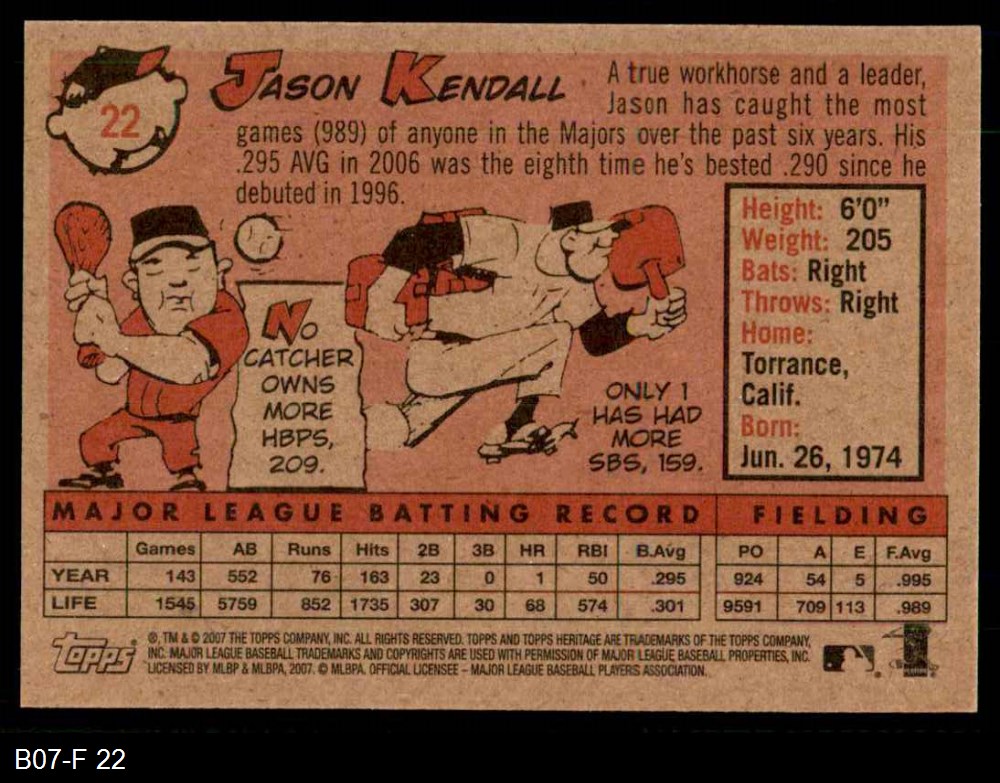 22
JASON KENDALL
A true workhorse and a leader,
Jason has caught the most
games (989) of anyone in the Majors over the past six years. His
.295 AVG in 2006 was the eighth time he's bested .290 since he
debuted in 1996.
NO
CATCHER
OWNS
MORE
HBPS,
209.
ONLY 1
HAS HAD
MORE
SBS, 159.
Height: 6'0"
Weight: 205
Bats: Right
Throws: Right
Home:
Torrance,
Calif.
Born:
Jun. 26, 1974
MAJOR LEAGUE BATTING RECORD FIELDING
Games AB Runs Hits 2B 3B HR RBI B.Avg PO A E F.Avg
YEAR 143 552 76 163 23 0 1 50 .295 924 54 5 .995
LIFE 1545 5759 852 1735 307 30 68 574 .301 9591 709 113 .989
Topps®
®, TM & © 2007 THE TOPPS COMPANY, INC. ALL RIGHTS RESERVED. TOPPS AND TOPPS HERITAGE ARE TRADEMARKS OF THE TOPPS COMPANY,
INC. MAJOR LEAGUE BASEBALL TRADEMARKS AND COPYRIGHTS ARE USED WITH PERMISSION OF MAJOR LEAGUE BASEBALL PROPERTIES, INC.
LICENSED BY MLBP & MLBPA, 2007. © MLBPA. OFFICIAL LICENSEE – MAJOR LEAGUE BASEBALL PLAYERS ASSOCIATION.
B07-F 22